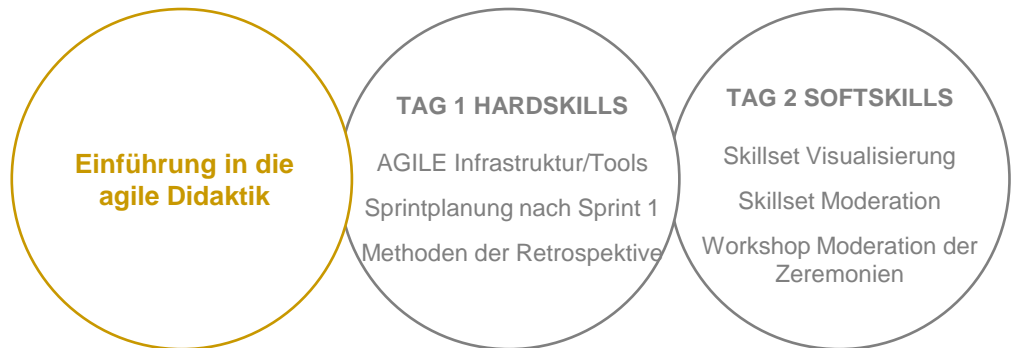 Einführung in die
agile Didaktik
TAG 1 HARDSKILLS
AGILE Infrastruktur/Tools
Sprintplanung nach Sprint 1
Methoden der Retrospektive
TAG 2 SOFTSKILLS
Skillset Visualisierung
Skillset Moderation
Workshop Moderation der
Zeremonien